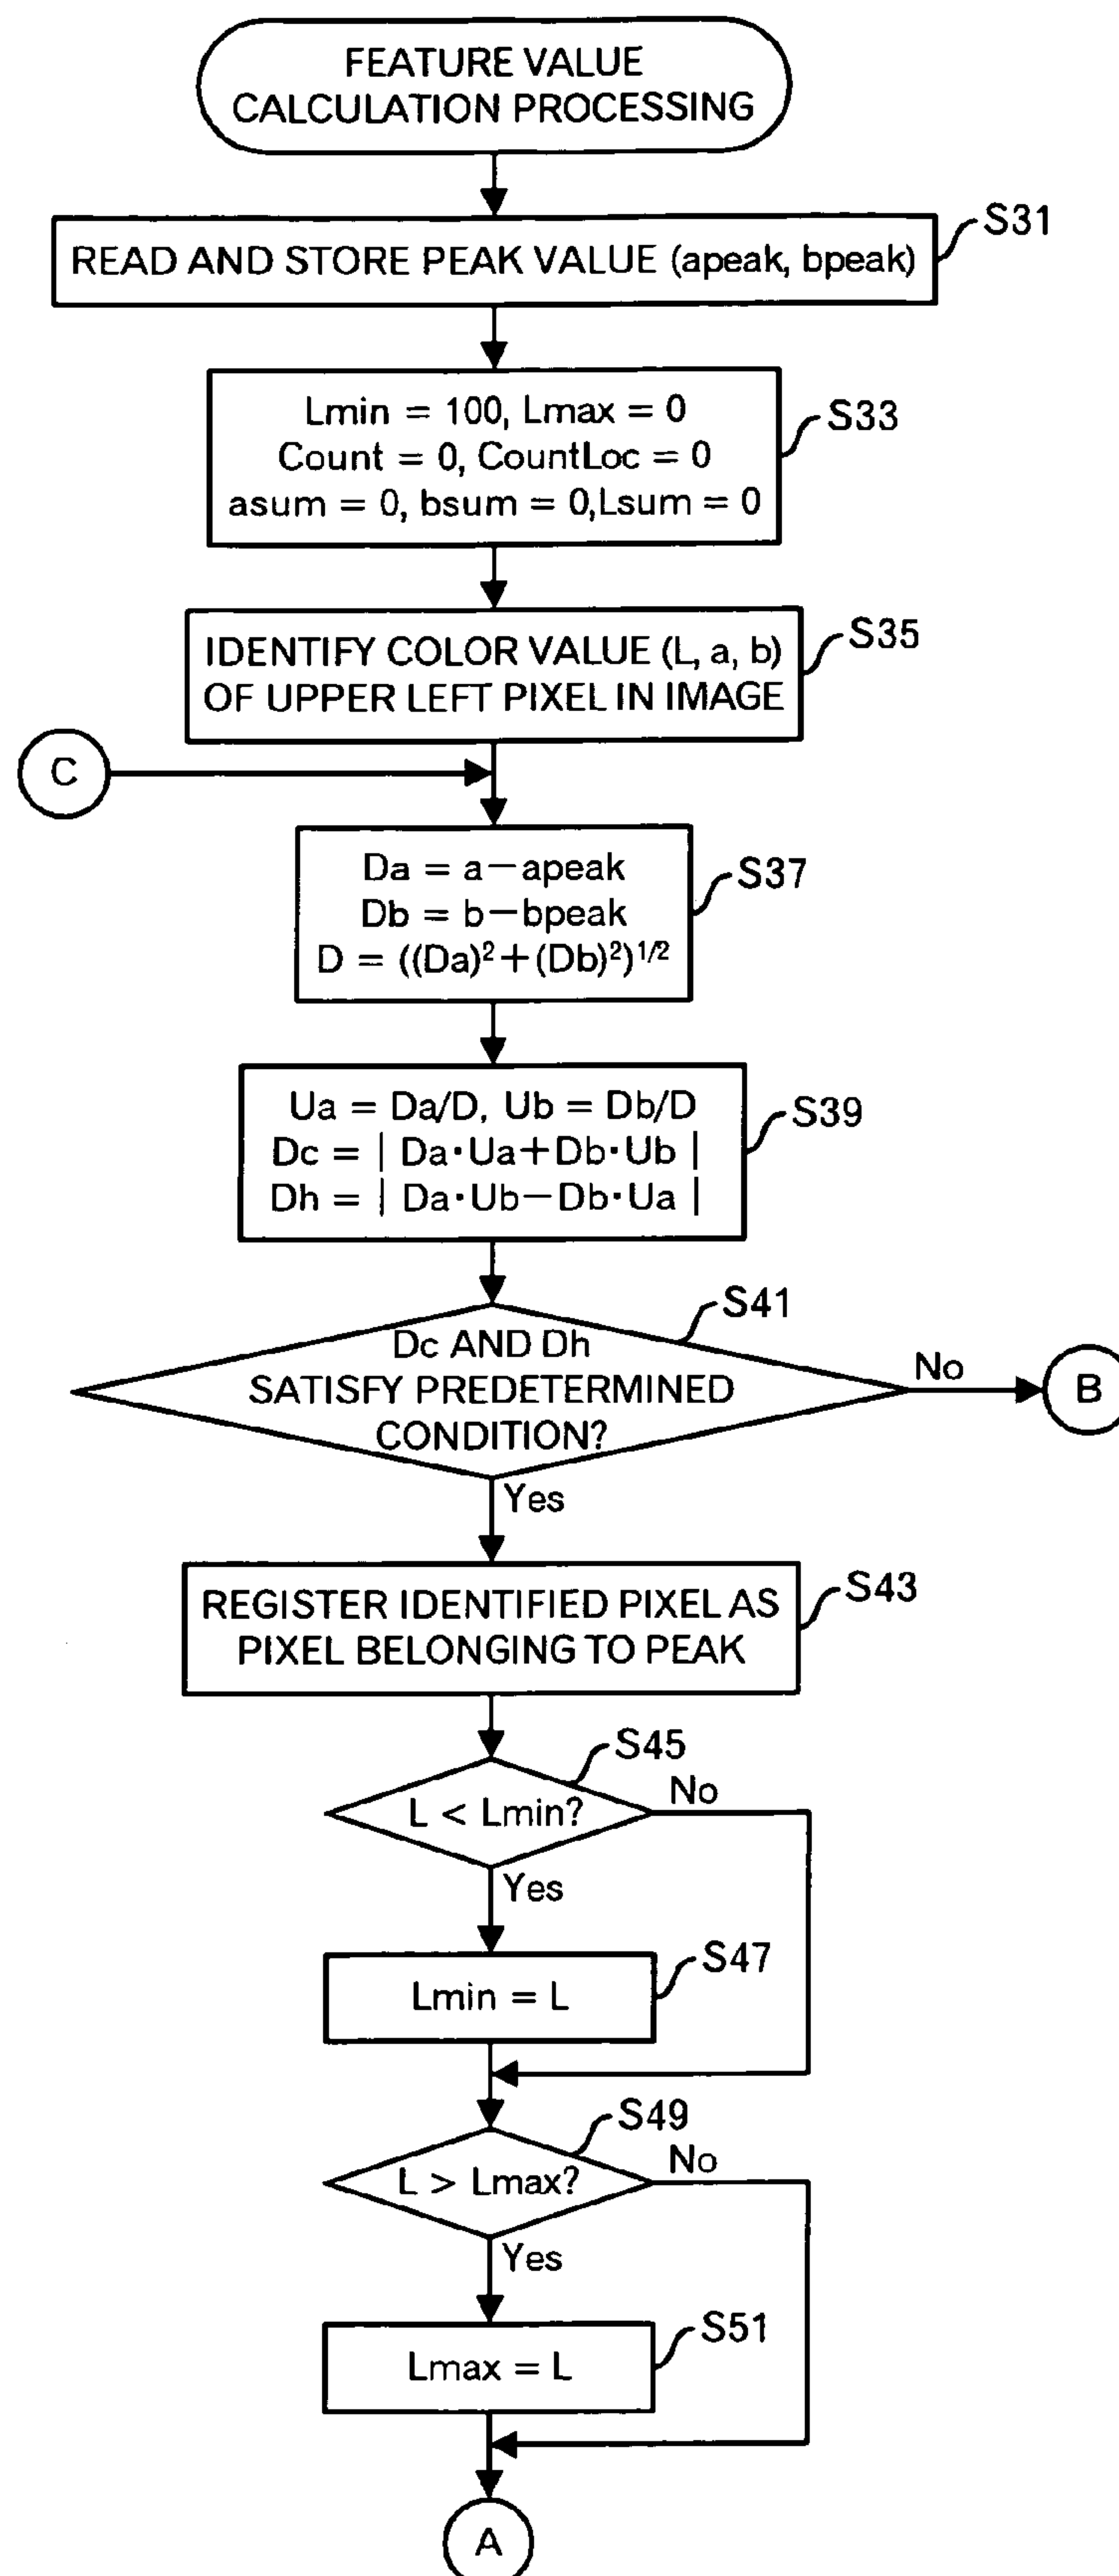 FEATURE VALUE
CALCULATION PROCESSING
S31
READ AND STORE PEAK VALUE (apeak, bpeak)
S33
Lmin = 100, Lmax = 0
Count = 0, CountLoc = 0
asum = 0, bsum = 0,Lsum = 0
S35
IDENTIFY COLOR VALUE (L, a, b)
OF UPPER LEFT PIXEL IN IMAGE
C
S37
Da = a−apeak
Db = b−bpeak
D = ((Da)²+(Db)²)¹ᐟ²
S39
Ua = Da/D, Ub = Db/D
Dc = | Da·Ua+Db·Ub |
Dh = | Da·Ub−Db·Ua |
S41
Dc AND Dh
SATISFY PREDETERMINED
CONDITION?
No
B
Yes
S43
REGISTER IDENTIFIED PIXEL AS
PIXEL BELONGING TO PEAK
S45
L < Lmin?
No
Yes
S47
Lmin = L
S49
L > Lmax?
No
Yes
S51
Lmax = L
A